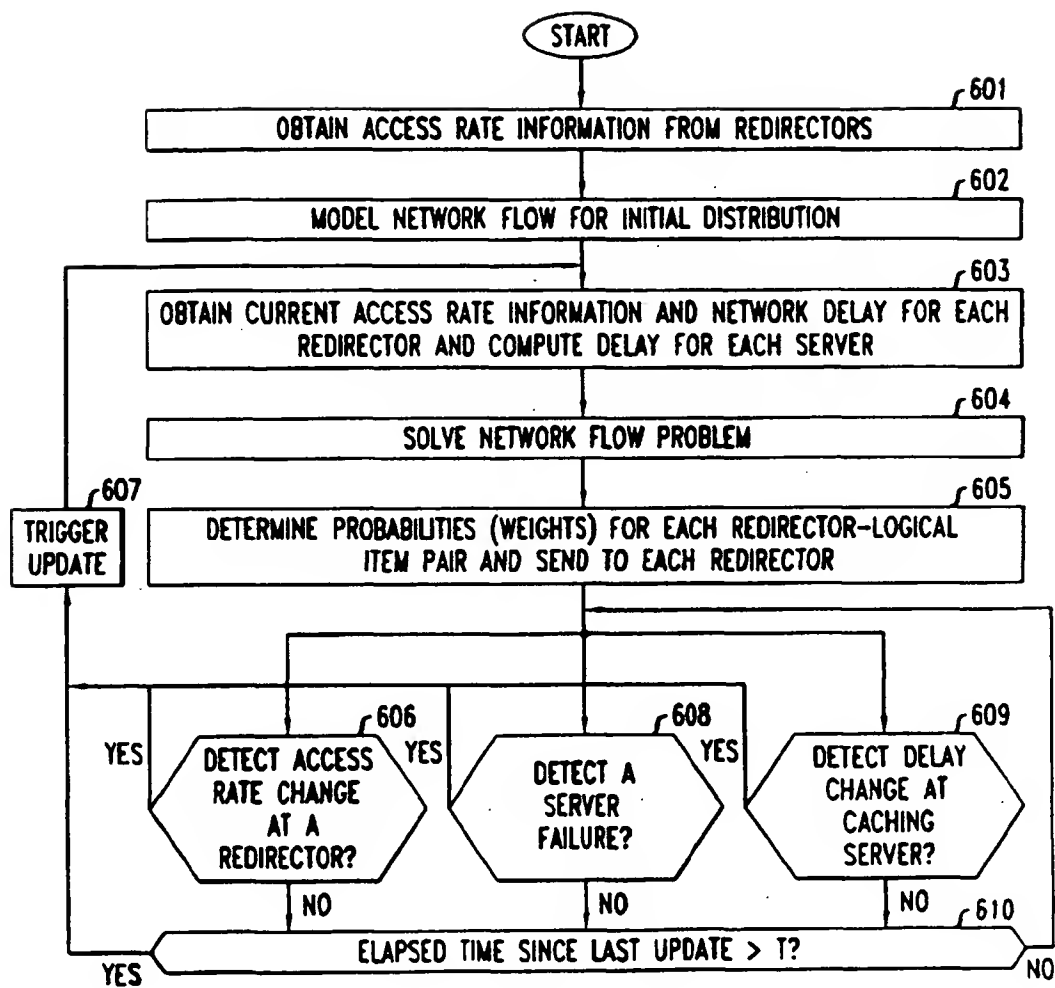 START
601
OBTAIN ACCESS RATE INFORMATION FROM REDIRECTORS
602
MODEL NETWORK FLOW FOR INITIAL DISTRIBUTION
603
OBTAIN CURRENT ACCESS RATE INFORMATION AND NETWORK DELAY FOR EACH
REDIRECTOR AND COMPUTE DELAY FOR EACH SERVER
604
SOLVE NETWORK FLOW PROBLEM
607
TRIGGER
UPDATE
605
DETERMINE PROBABILITIES (WEIGHTS) FOR EACH REDIRECTOR-LOGICAL
ITEM PAIR AND SEND TO EACH REDIRECTOR
606
YES
DETECT ACCESS
RATE CHANGE
AT A
REDIRECTOR?
NO
608
YES
DETECT A
SERVER
FAILURE?
NO
609
YES
DETECT DELAY
CHANGE AT
CACHING
SERVER?
NO
610
ELAPSED TIME SINCE LAST UPDATE > T?
YES
NO